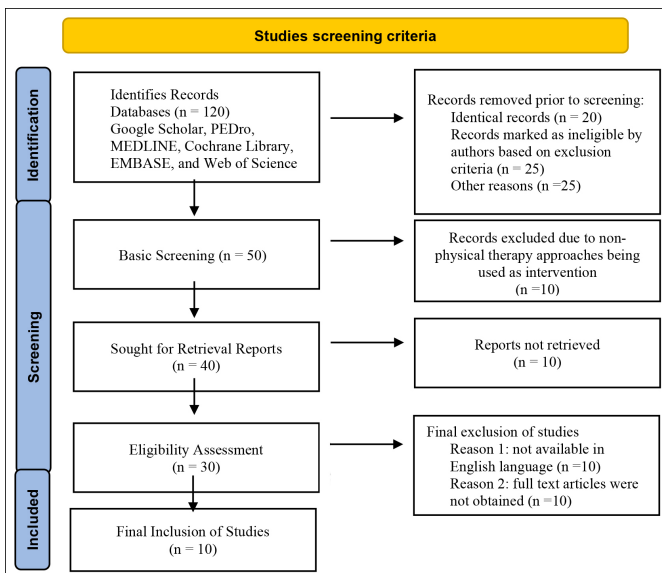 Studies screening criteria
Identification
Identifies Records
Databases (n = 120)
Google Scholar, PEDro,
MEDLINE, Cochrane Library,
EMBASE, and Web of Science
Records removed prior to screening:
Identical records (n = 20)
Records marked as ineligible by
authors based on exclusion
criteria (n = 25)
Other reasons (n =25)
Screening
Basic Screening (n = 50)
Records excluded due to non-
physical therapy approaches being
used as intervention
(n =10)
Sought for Retrieval Reports
(n = 40)
Reports not retrieved
(n = 10)
Eligibility Assessment
(n = 30)
Final exclusion of studies
Reason 1: not available in
English language (n =10)
Reason 2: full text articles were
not obtained (n =10)
Included
Final Inclusion of Studies
(n = 10)